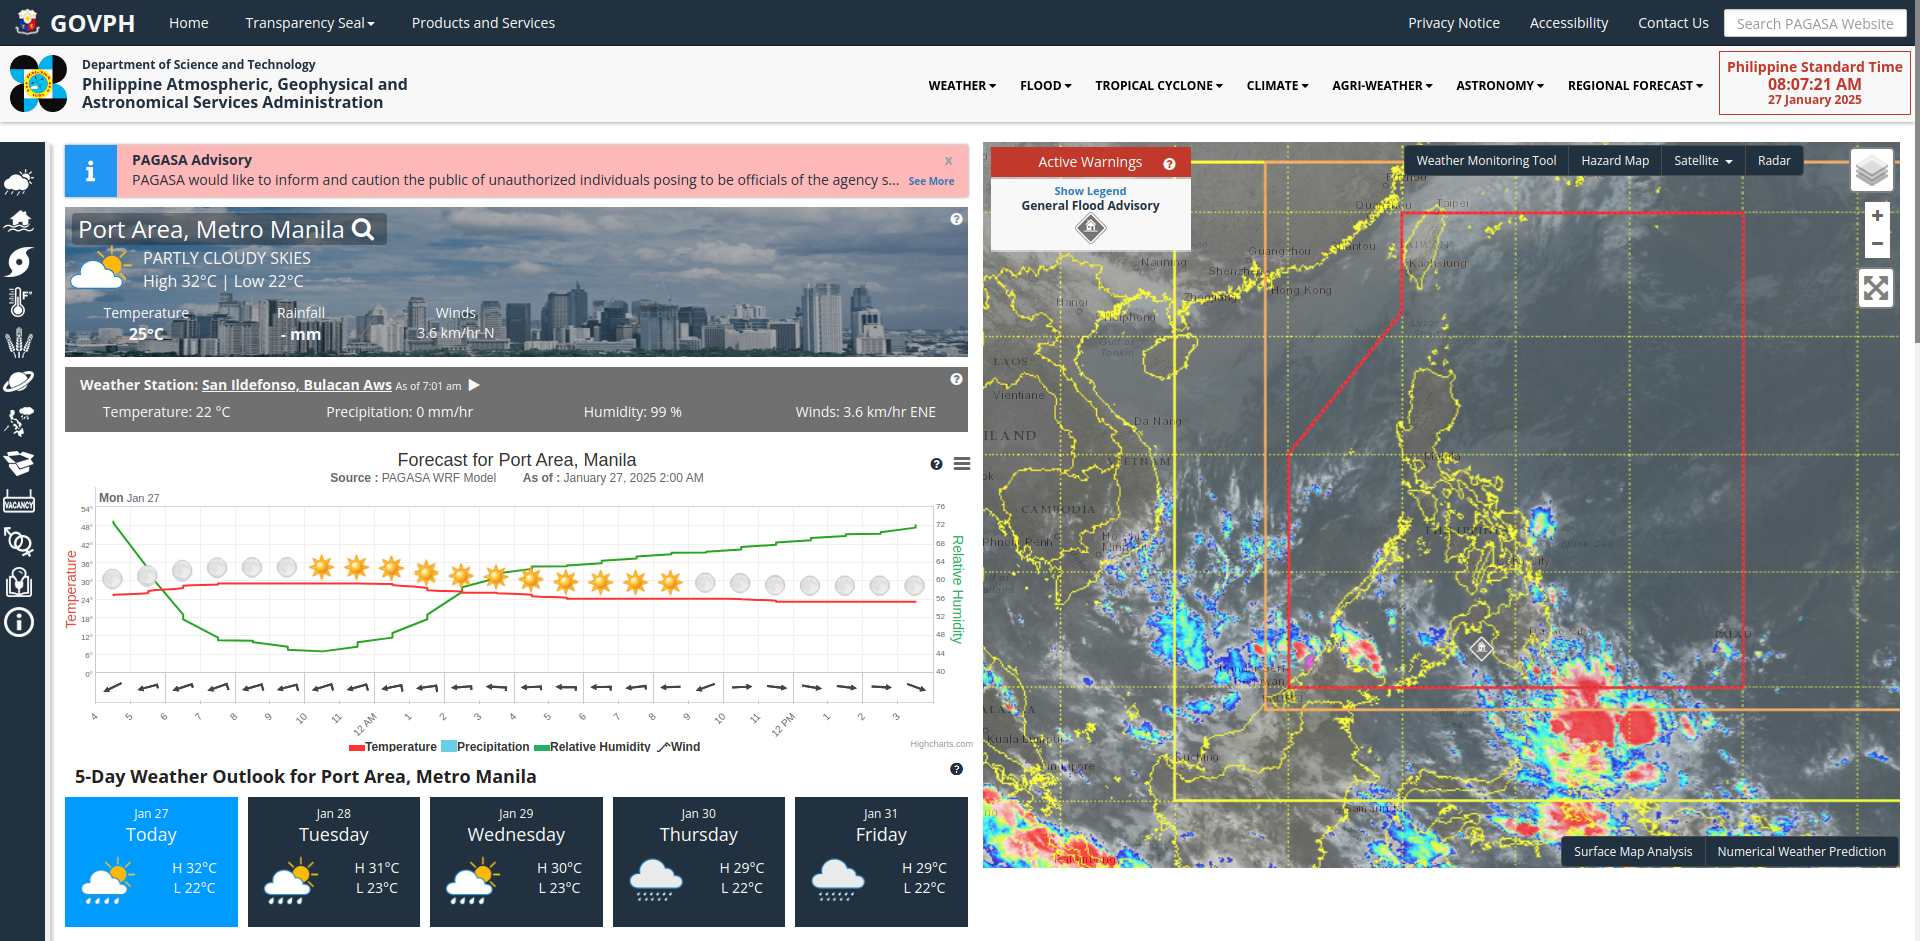 GOVPH
Home
Transparency Seal
Products and Services
Privacy Notice
Accessibility
Contact Us
Search PAGASA Website
Department of Science and Technology
Philippine Atmospheric, Geophysical and
Astronomical Services Administration
WEATHER
FLOOD
TROPICAL CYCLONE
CLIMATE
AGRI-WEATHER
ASTRONOMY
REGIONAL FORECAST
Philippine Standard Time
08:07:21 AM
27 January 2025
F°
VACANCY
PAGASA Advisory
x
PAGASA would like to inform and caution the public of unauthorized individuals posing to be officials of the agency s...
See More
Port Area, Metro Manila
PARTLY CLOUDY SKIES
High 32°C | Low 22°C
Temperature
Rainfall
Winds
25°C
- mm
3.6 km/hr N
Weather Station: San Ildefonso, Bulacan Aws As of 7:01 am
Temperature: 22 °C
Precipitation: 0 mm/hr
Humidity: 99 %
Winds: 3.6 km/hr ENE
Forecast for Port Area, Manila
Source : PAGASA WRF Model
As of : January 27, 2025 2:00 AM
Mon Jan 27
Temperature
54°
48°
42°
36°
30°
24°
18°
12°
6°
0°
76
72
68
64
60
56
52
48
44
40
Relative Humidity
4 5 6 7 8 9 10 11 12 AM 1 2 3 4 5 6 7 8 9 10 11 12 PM 1 2 3
Temperature
Precipitation
Relative Humidity
Wind
Highcharts.com
5-Day Weather Outlook for Port Area, Metro Manila
Jan 27
Today
H 32°C
L 22°C
Jan 28
Tuesday
H 31°C
L 23°C
Jan 29
Wednesday
H 30°C
L 23°C
Jan 30
Thursday
H 29°C
L 22°C
Jan 31
Friday
H 29°C
L 22°C
Active Warnings
Show Legend
General Flood Advisory
Weather Monitoring Tool
Hazard Map
Satellite
Radar
+
−
Taipei
Guangzhou
Shantou
Kaohsiung
Nanning
Shenzhen
Hong Kong
Hanoi
Zhanjiang
Haiphong
Gulf of
Tonkin
LAOS
Vientiane
Da Nang
VIETNAM
CAMBODIA
Phnom Penh
Manila
Davao City
PALAU
Kuala Lumpur
Singapore
Kuching
Samarinda
Surface Map Analysis
Numerical Weather Prediction